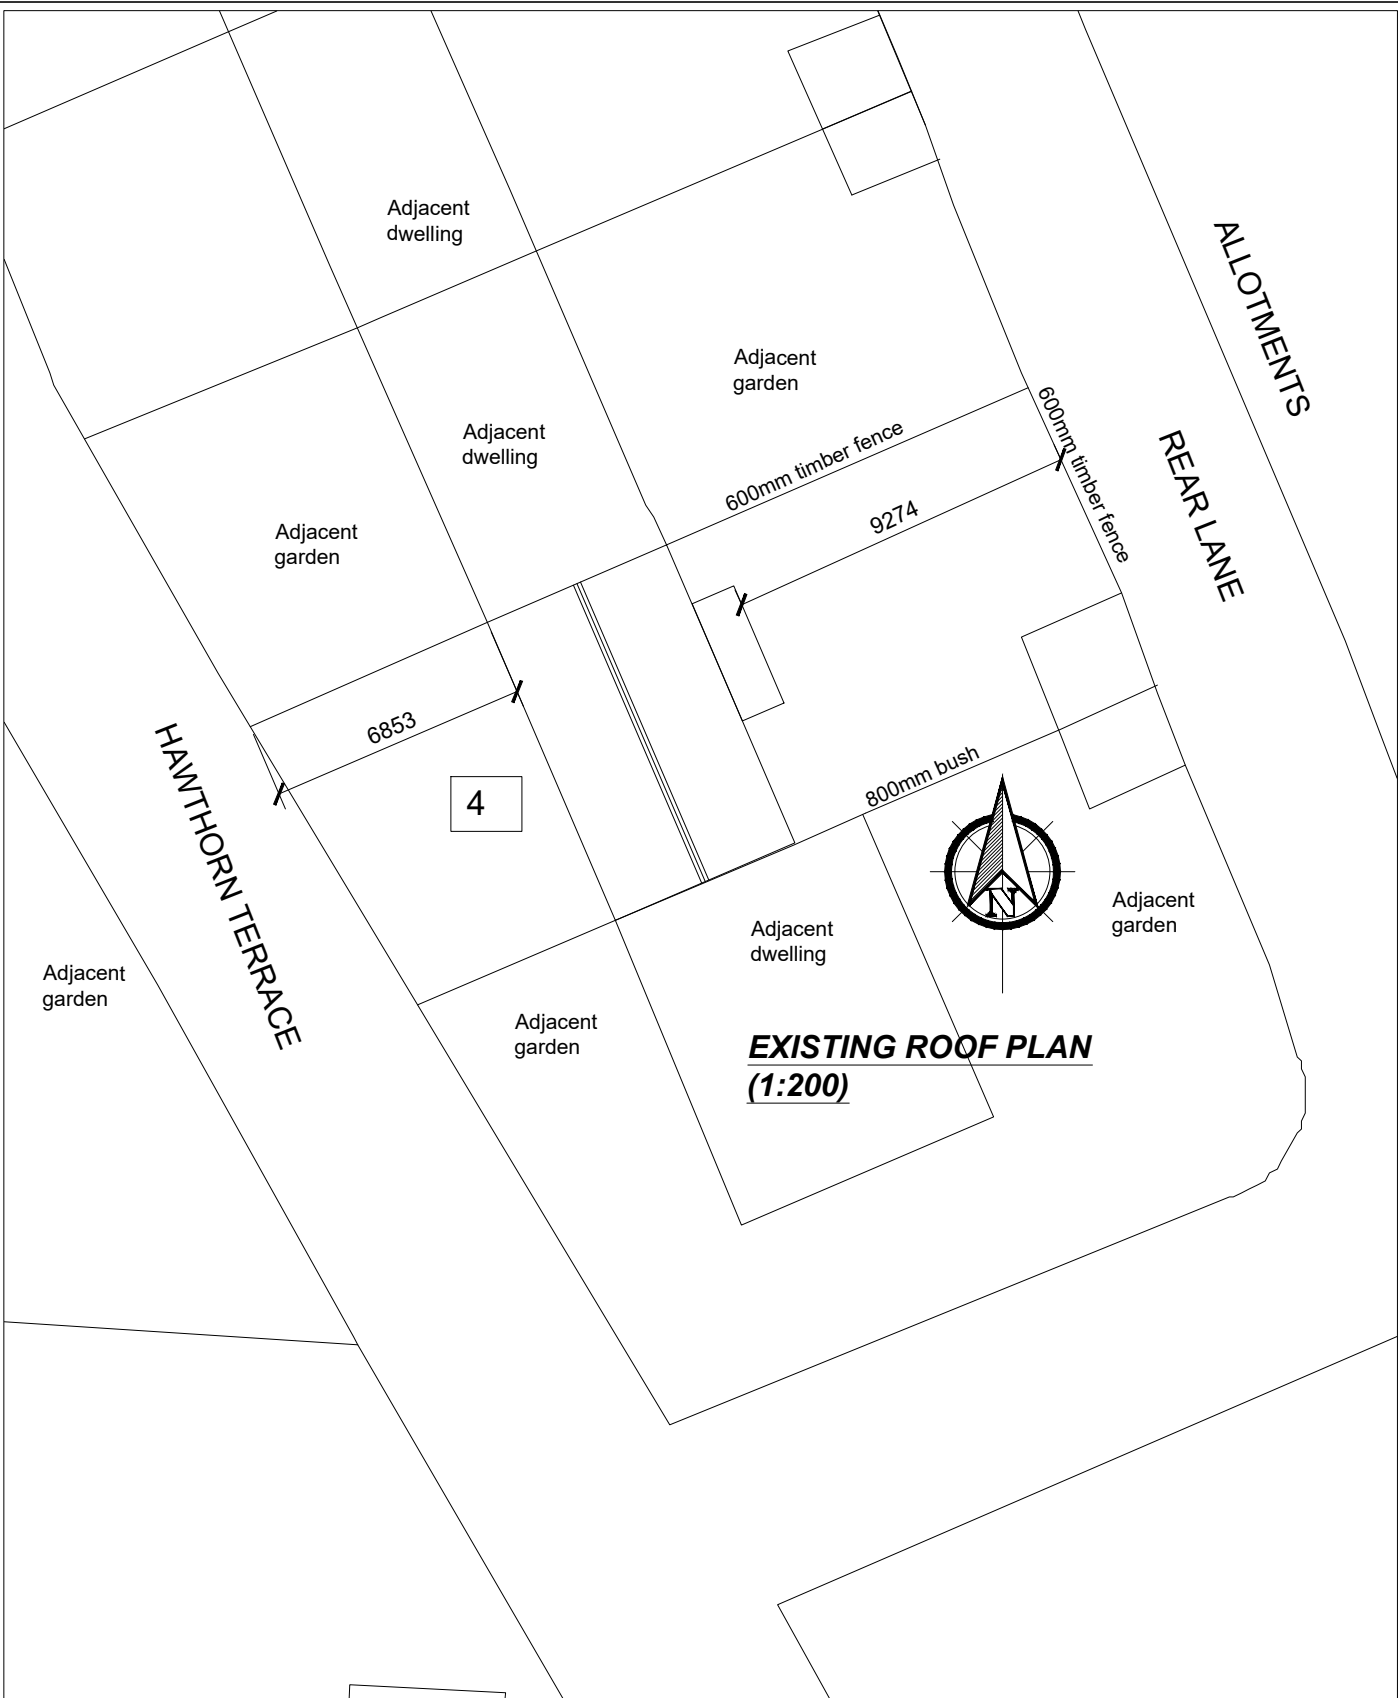 Adjacent
dwelling
ALLOTMENTS
Adjacent
garden
600mm timber fence
Adjacent
dwelling
600mm timber fence
REAR LANE
9274
Adjacent
garden
6853
HAWTHORN TERRACE
4
800mm bush
N
Adjacent
garden
Adjacent
dwelling
Adjacent
garden
Adjacent
garden
EXISTING ROOF PLAN
(1:200)